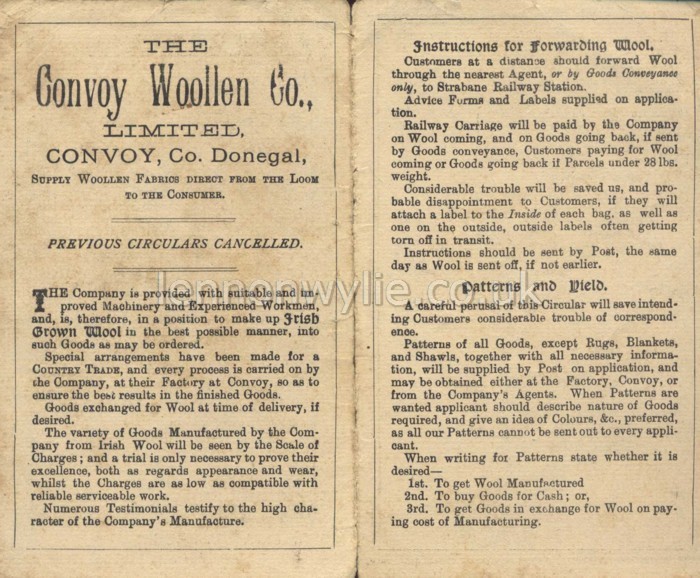 THE
Convoy Woollen Co.,
LIMITED,
CONVOY, Co. Donegal,
SUPPLY WOOLLEN FABRICS DIRECT FROM THE LOOM
TO THE CONSUMER.
PREVIOUS CIRCULARS CANCELLED.
THE Company is provided with suitable and im-
proved Machinery and Experienced Workmen,
and, is, therefore, in a position to make up Irish
Grown Wool in the best possible manner, into
such Goods as may be ordered.
Special arrangements have been made for a
COUNTRY TRADE, and every process is carried on by
the Company, at their Factory at Convoy, so as to
ensure the best results in the finished Goods.
Goods exchanged for Wool at time of delivery, if
desired.
The variety of Goods Manufactured by the Com-
pany from Irish Wool will be seen by the Scale of
Charges; and a trial is only necessary to prove their
excellence, both as regards appearance and wear,
whilst the Charges are as low as compatible with
reliable serviceable work.
Numerous Testimonials testify to the high cha-
racter of the Company's Manufacture.
Instructions for Forwarding Wool.
Customers at a distance should forward Wool
through the nearest Agent, or by Goods Conveyance
only, to Strabane Railway Station.
Advice Forms and Labels supplied on applica-
tion.
Railway Carriage will be paid by the Company
on Wool coming, and on Goods going back, if sent
by Goods conveyance, Customers paying for Wool
coming or Goods going back if Parcels under 28 lbs.
weight.
Considerable trouble will be saved us, and pro-
bable disappointment to Customers, if they will
attach a label to the Inside of each bag, as well as
one on the outside, outside labels often getting
torn off in transit.
Instructions should be sent by Post, the same
day as Wool is sent off, if not earlier.
Patterns and Yield.
A careful perusal of this Circular will save intend-
ing Customers considerable trouble of correspond-
ence.
Patterns of all Goods, except Rugs, Blankets,
and Shawls, together with all necessary informa-
tion, will be supplied by Post on application, and
may be obtained either at the Factory, Convoy, or
from the Company's Agents. When Patterns are
wanted applicant should describe nature of Goods
required, and give an idea of Colours, &c., preferred,
as all our Patterns cannot be sent out to every appli-
cant.
When writing for Patterns state whether it is
desired—
1st. To get Wool Manufactured
2nd. To buy Goods for Cash; or,
3rd. To get Goods in exchange for Wool on pay-
ing cost of Manufacturing.
lennonwylie.co.uk